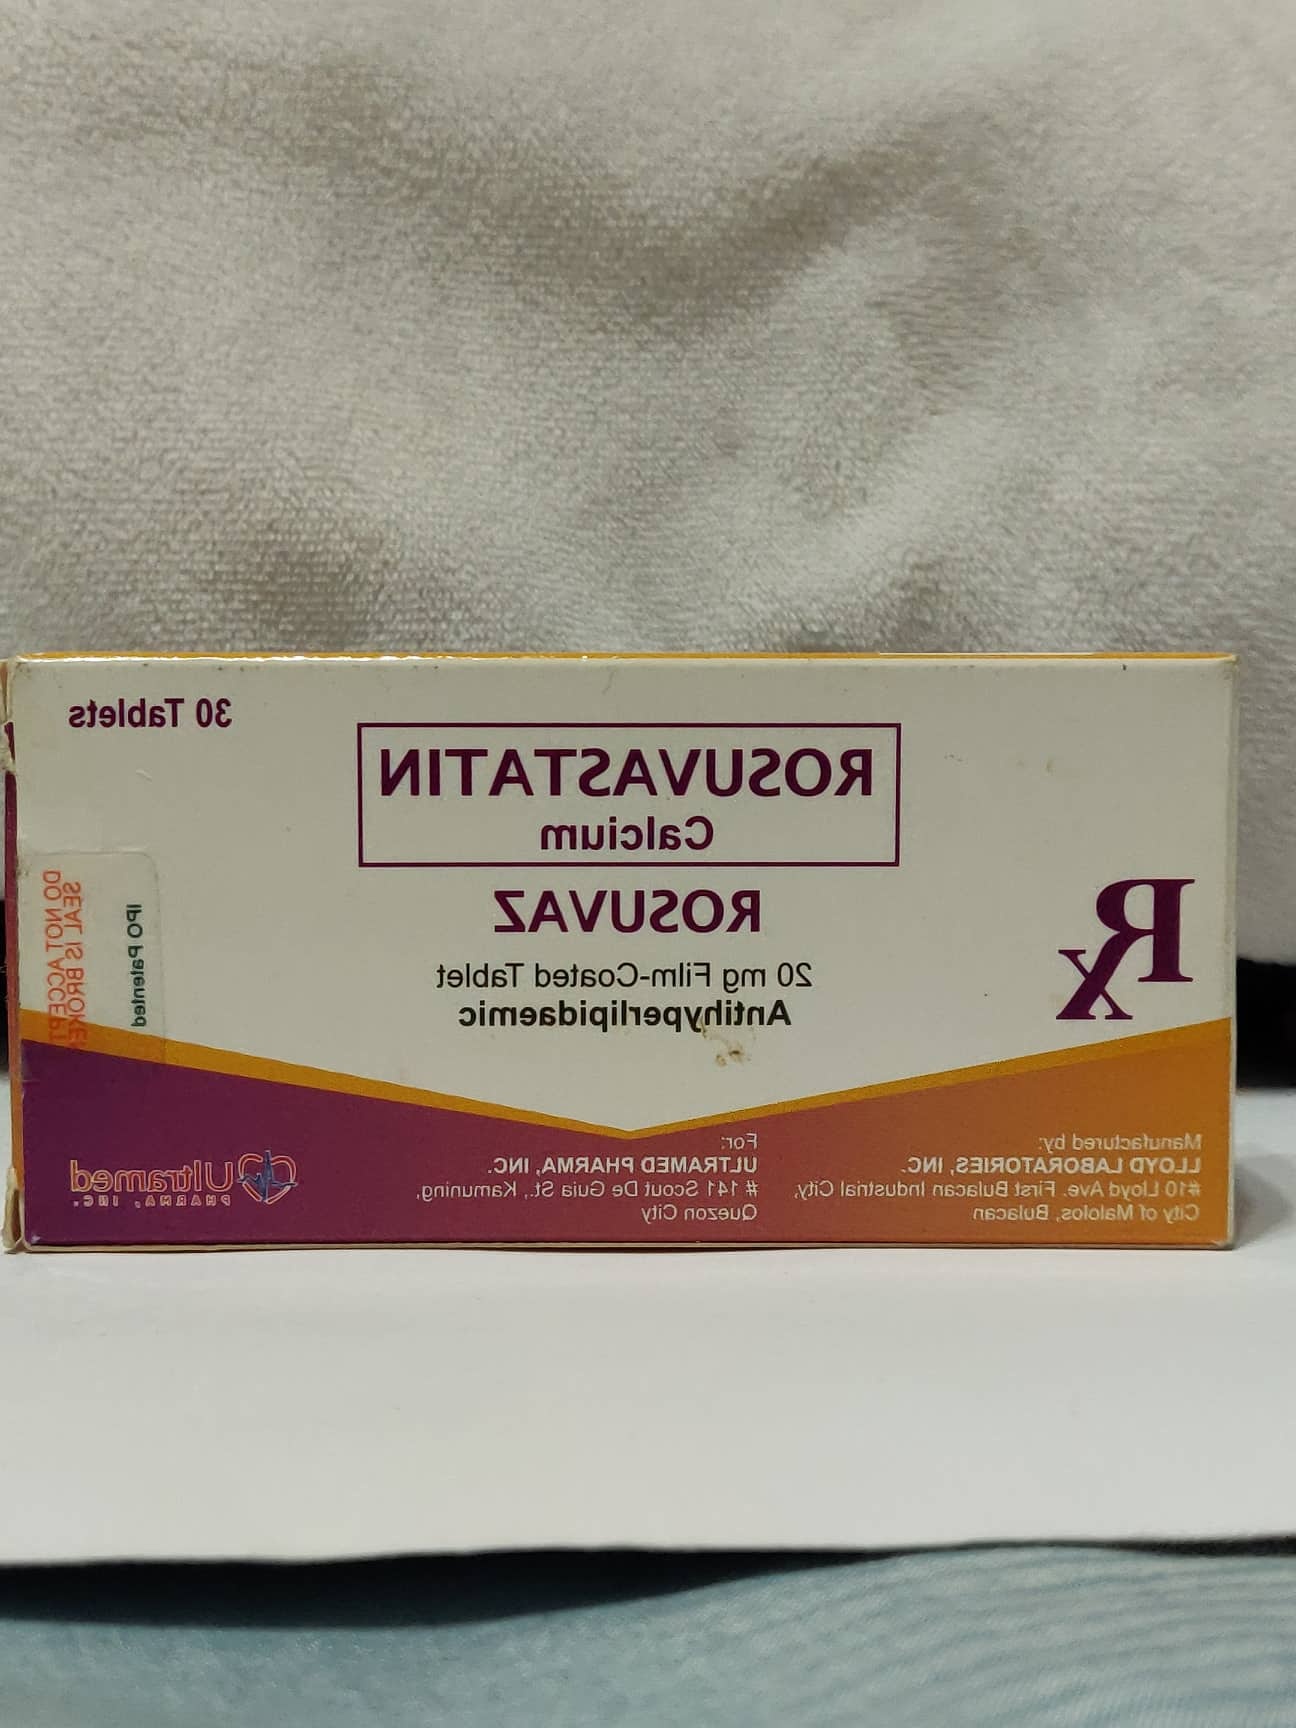 30 Tablets
ROSUVASTATIN
Calcium
ROSUVAZ
20 mg Film-Coated Tablet
Antihyperlipidaemic
Rx
IPO Patented
SEAL IS BROKEN
DO NOT ACCEPT
Manufactured by:
LLOYD LABORATORIES, INC.
#10 Lloyd Ave. First Bulacan Industrial City,
City of Malolos, Bulacan
For:
ULTRAMED PHARMA, INC.
# 141 Scout De Guia St., Kamuning,
Quezon City
Ultramed
PHARMA, INC.